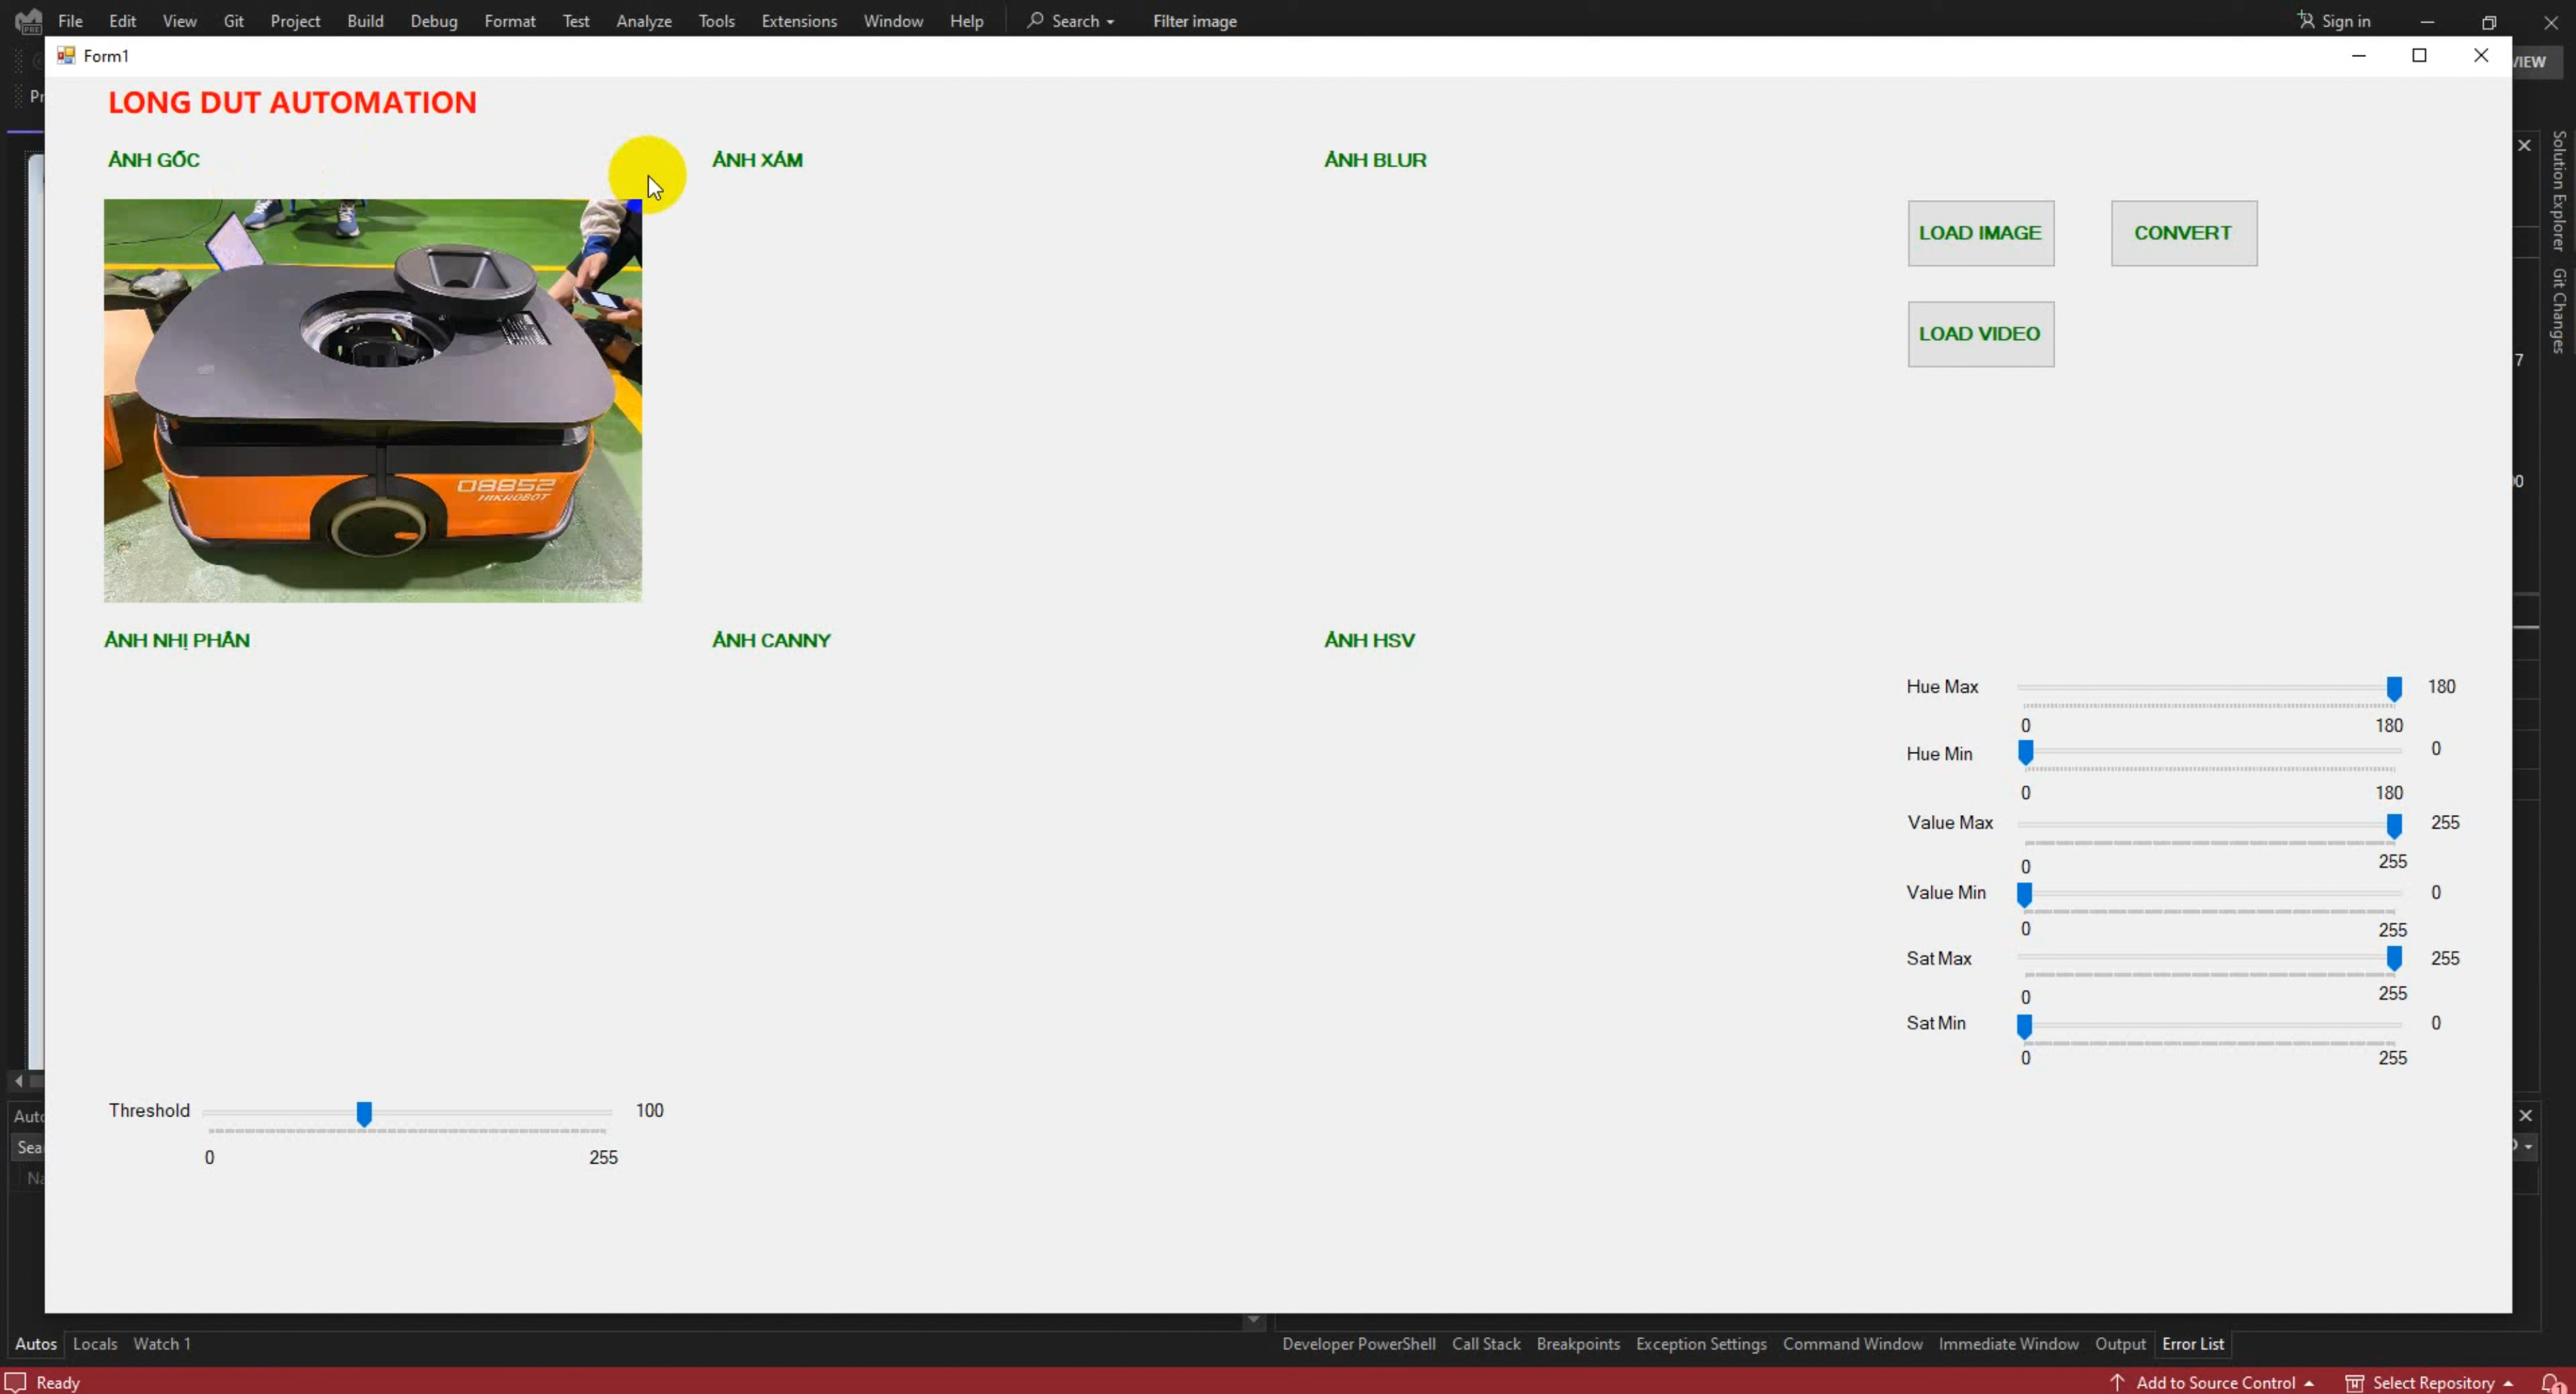 File Edit View Git Project Build Debug Format Test Analyze Tools Extensions Window Help Search Filter image Sign in
Form1
LONG DUT AUTOMATION
ẢNH GỐC ẢNH XÁM ẢNH BLUR
LOAD IMAGE CONVERT
LOAD VIDEO
08852
HIKROBOT
ẢNH NHỊ PHÂN ẢNH CANNY ẢNH HSV
Hue Max 180
0 180
Hue Min 0
0 180
Value Max 255
0 255
Value Min 0
0 255
Sat Max 255
0 255
Sat Min 0
0 255
Threshold 100
0 255
Solution Explorer
Git Changes
Autos Locals Watch 1 Developer PowerShell Call Stack Breakpoints Exception Settings Command Window Immediate Window Output Error List
Ready Add to Source Control Select Repository